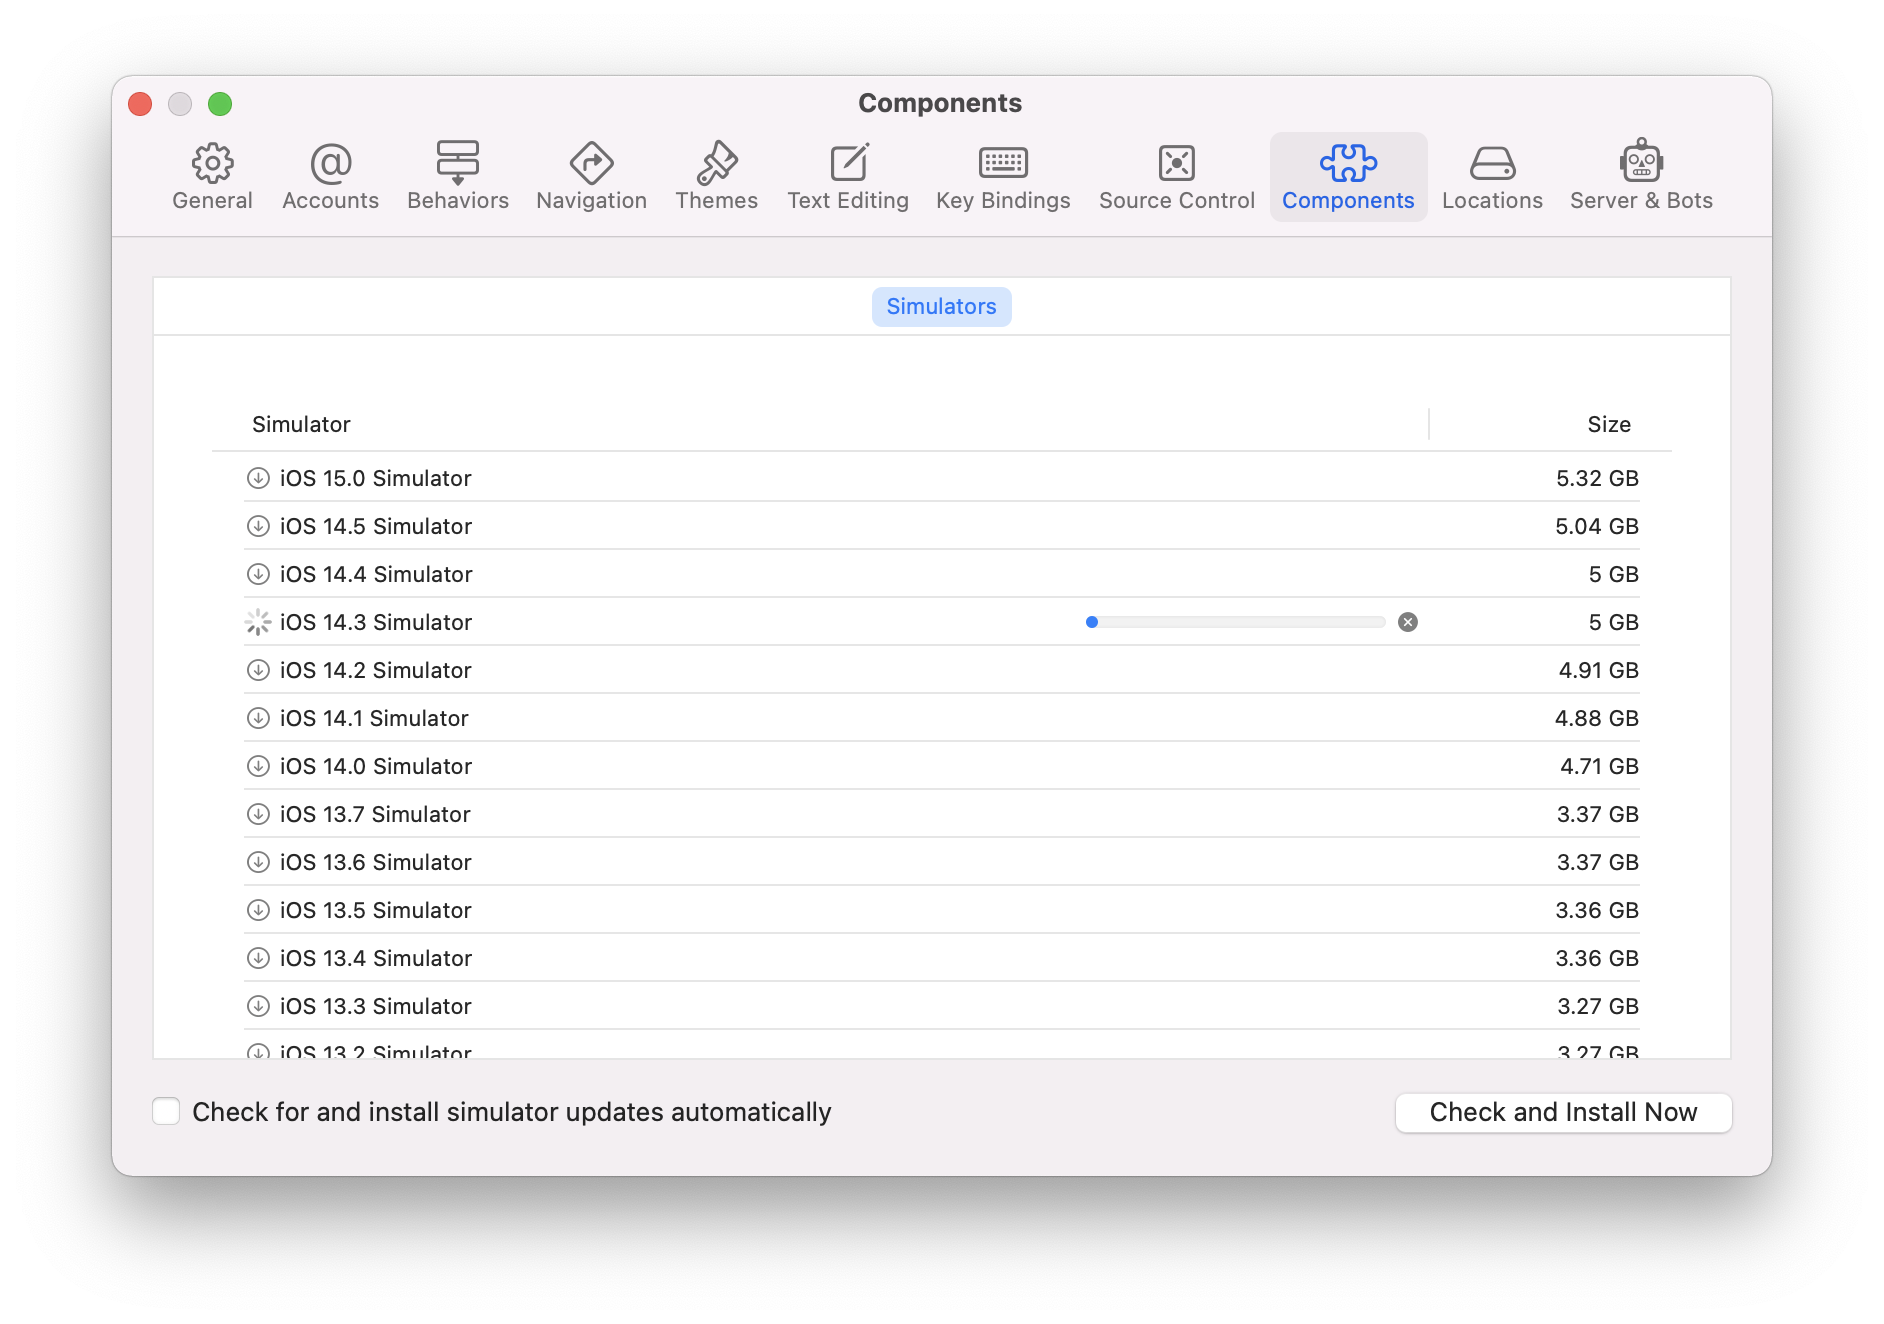 Components
General Accounts Behaviors Navigation Themes Text Editing Key Bindings Source Control Components Locations Server & Bots
Simulators
Simulator Size
iOS 15.0 Simulator 5.32 GB
iOS 14.5 Simulator 5.04 GB
iOS 14.4 Simulator 5 GB
iOS 14.3 Simulator 5 GB
iOS 14.2 Simulator 4.91 GB
iOS 14.1 Simulator 4.88 GB
iOS 14.0 Simulator 4.71 GB
iOS 13.7 Simulator 3.37 GB
iOS 13.6 Simulator 3.37 GB
iOS 13.5 Simulator 3.36 GB
iOS 13.4 Simulator 3.36 GB
iOS 13.3 Simulator 3.27 GB
iOS 13.2 Simulator 3.27 GB
Check for and install simulator updates automatically Check and Install Now